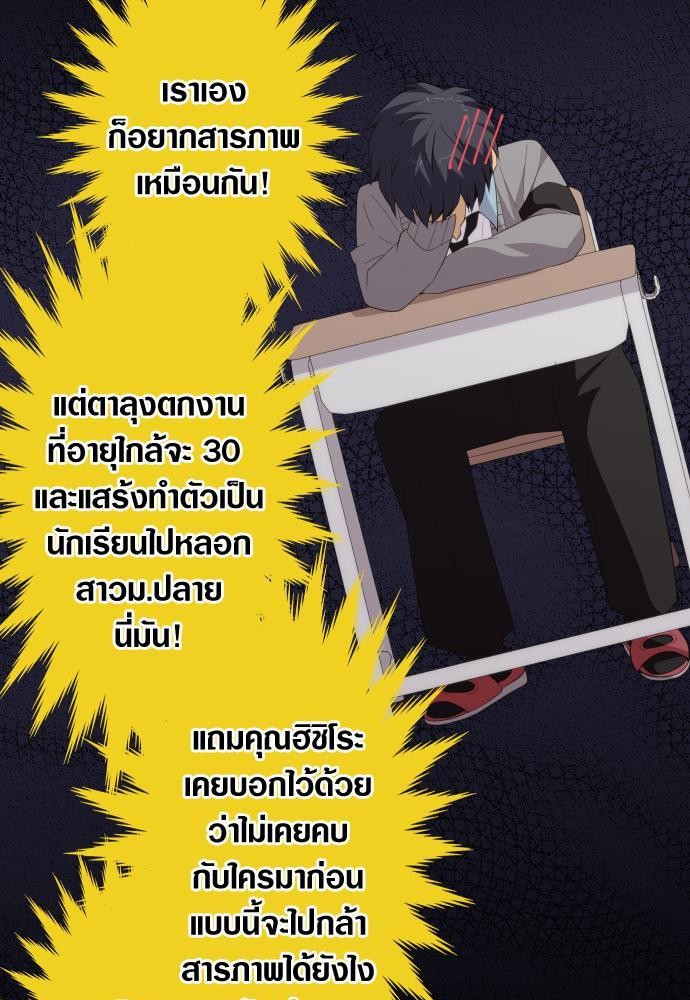 เราเอง
ก็อยากสารภาพ
เหมือนกัน!
แต่ตาลุงตกงาน
ที่อายุใกล้จะ 30
และแสร้งทำตัวเป็น
นักเรียนไปหลอก
สาวม.ปลาย
นี่มัน!
แถมคุณฮิชิโระ
เคยบอกไว้ด้วย
ว่าไม่เคยคบ
กับใครมาก่อน
แบบนี้จะไปกล้า
สารภาพได้ยังไง